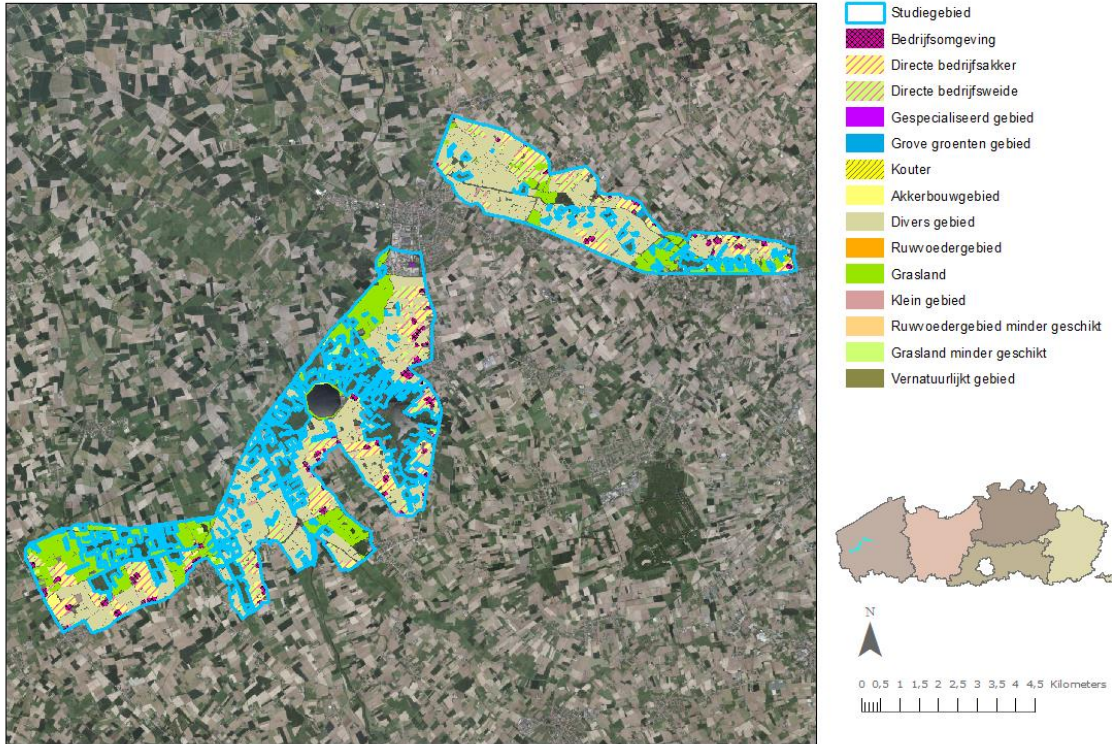 Studiegebied
Bedrijfsomgeving
Directe bedrijfsakker
Directe bedrijfsweide
Gespecialiseerd gebied
Grove groenten gebied
Kouter
Akkerbouwgebied
Divers gebied
Ruwvoedergebied
Grasland
Klein gebied
Ruwvoedergebied minder geschikt
Grasland minder geschikt
Vernatuurlijkt gebied
N
0 0,5 1 1,5 2 2,5 3 3,5 4 4,5 Kilometers